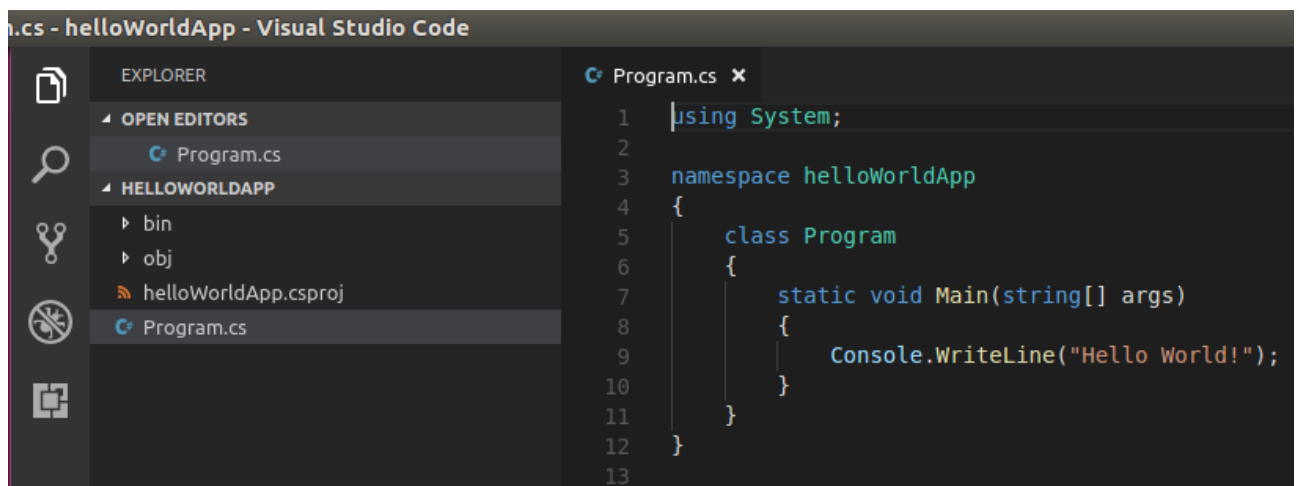 .cs - helloWorldApp - Visual Studio Code
EXPLORER
OPEN EDITORS
C# Program.cs
HELLOWORLDAPP
bin
obj
helloWorldApp.csproj
C# Program.cs
C# Program.cs ×
1 using System;
2
3 namespace helloWorldApp
4 {
5     class Program
6     {
7         static void Main(string[] args)
8         {
9             Console.WriteLine("Hello World!");
10         }
11     }
12 }
13